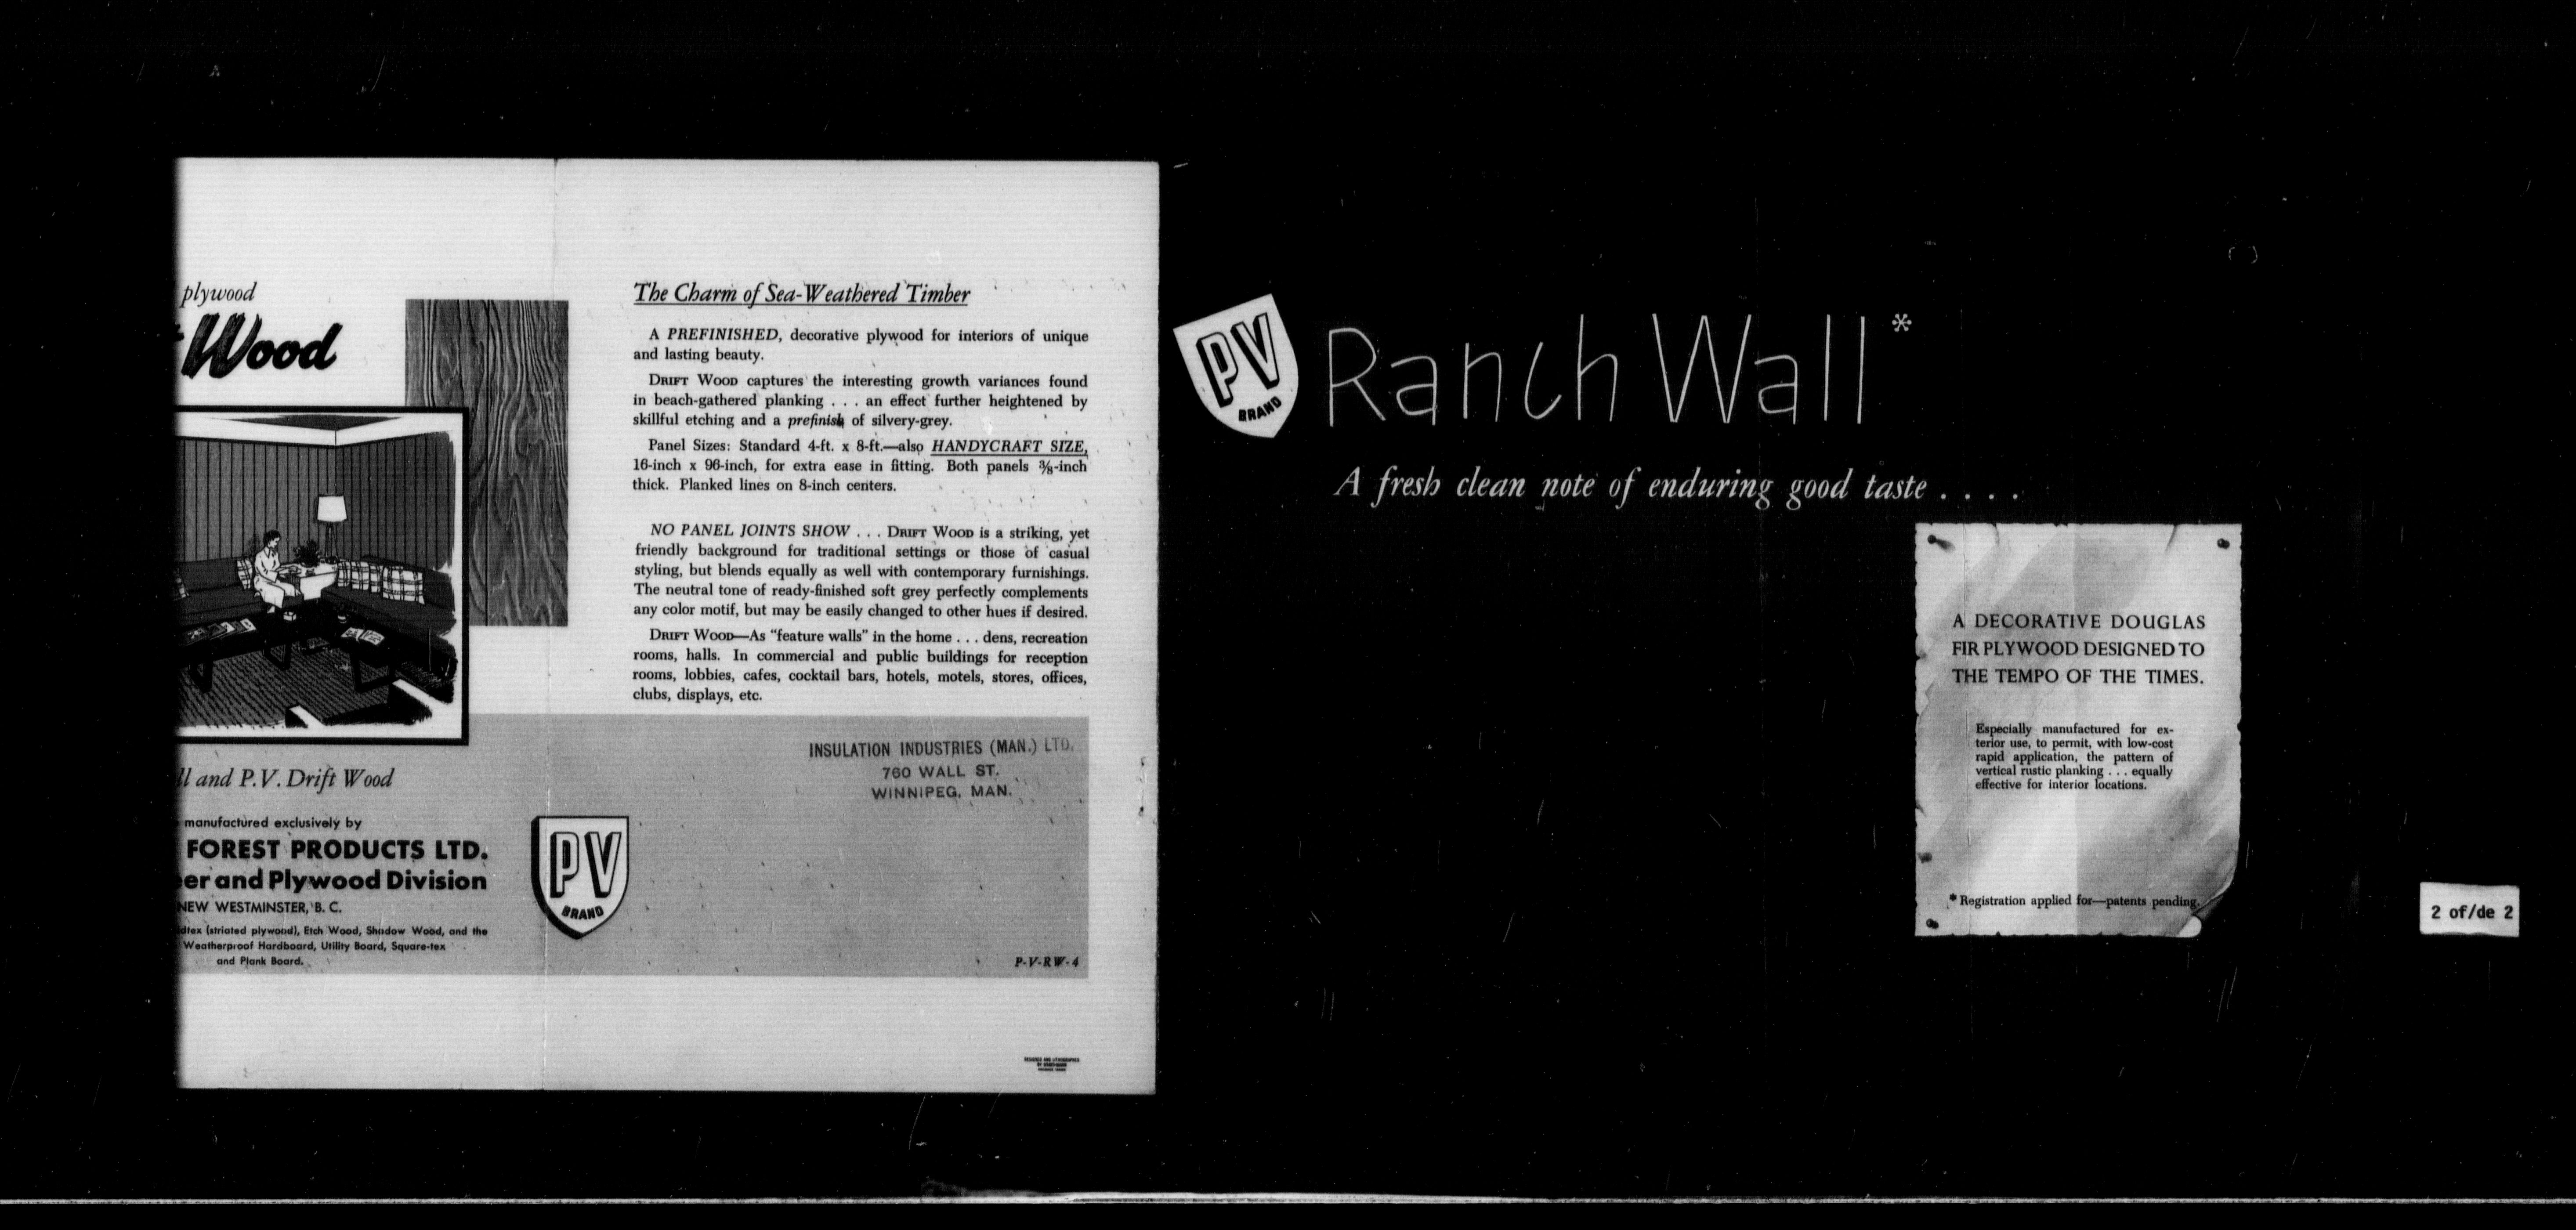 plywood
Wood
ll and P.V. Drift Wood
manufactured exclusively by
FOREST PRODUCTS LTD.
er and Plywood Division
NEW WESTMINSTER, B. C.
dtex (striated plywood), Etch Wood, Shadow Wood, and the
Weatherproof Hardboard, Utility Board, Square-tex
and Plank Board.
PV
BRAND
The Charm of Sea-Weathered Timber
A PREFINISHED, decorative plywood for interiors of unique
and lasting beauty.
DRIFT WOOD captures the interesting growth variances found
in beach-gathered planking . . . an effect further heightened by
skillful etching and a prefinish of silvery-grey.
Panel Sizes: Standard 4-ft. x 8-ft.—also HANDYCRAFT SIZE,
16-inch x 96-inch, for extra ease in fitting. Both panels ⅜-inch
thick. Planked lines on 8-inch centers.
NO PANEL JOINTS SHOW . . . DRIFT WOOD is a striking, yet
friendly background for traditional settings or those of casual
styling, but blends equally as well with contemporary furnishings.
The neutral tone of ready-finished soft grey perfectly complements
any color motif, but may be easily changed to other hues if desired.
DRIFT WOOD—As "feature walls" in the home . . . dens, recreation
rooms, halls. In commercial and public buildings for reception
rooms, lobbies, cafes, cocktail bars, hotels, motels, stores, offices,
clubs, displays, etc.
INSULATION INDUSTRIES (MAN.) LTD.
760 WALL ST.
WINNIPEG, MAN.
P-V-RW-4
PV
BRAND
Ranch Wall*
A fresh clean note of enduring good taste . . . .
A DECORATIVE DOUGLAS
FIR PLYWOOD DESIGNED TO
THE TEMPO OF THE TIMES.
Especially manufactured for ex-
terior use, to permit, with low-cost
rapid application, the pattern of
vertical rustic planking . . . equally
effective for interior locations.
* Registration applied for—patents pending.
2 of/de 2